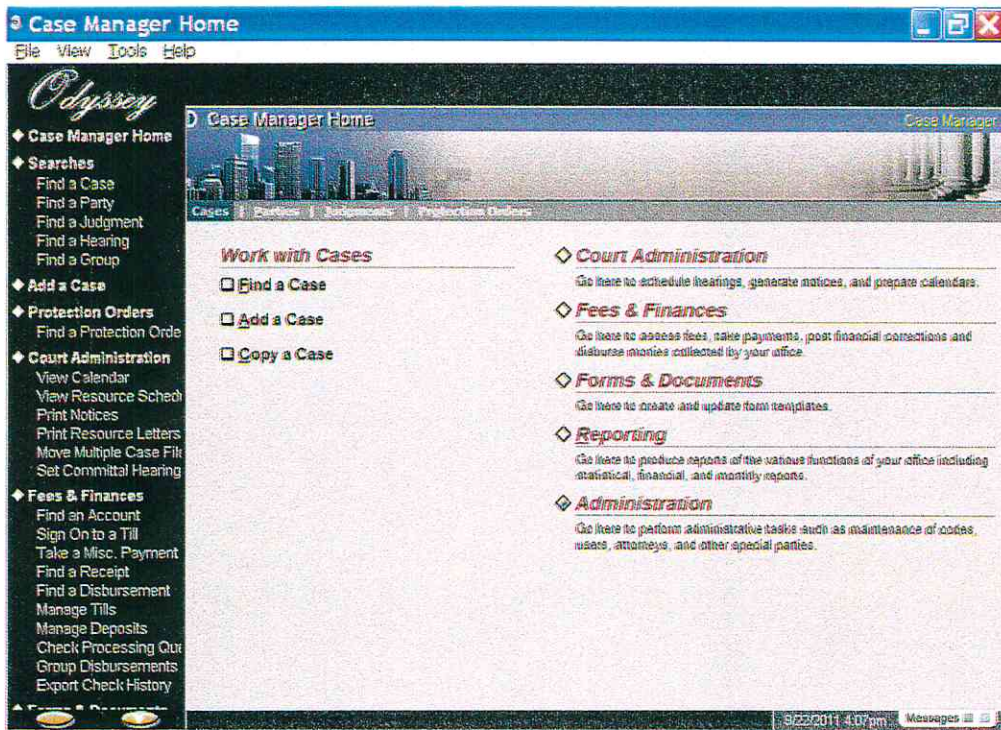 Case Manager Home
File View Tools Help
Odyssey
Case Manager Home
Searches
Find a Case
Find a Party
Find a Judgment
Find a Hearing
Find a Group
Add a Case
Protection Orders
Find a Protection Orde
Court Administration
View Calendar
View Resource Sched
Print Notices
Print Resource Letters
Move Multiple Case File
Set Committal Hearing
Fees & Finances
Find an Account
Sign On to a Till
Take a Misc. Payment
Find a Receipt
Find a Disbursement
Manage Tills
Manage Deposits
Check Processing Que
Group Disbursements
Export Check History
Forms & Documents
Case Manager Home
Case Manager
Cases | Parties | Judgments | Protection Orders
Work with Cases
Find a Case
Add a Case
Copy a Case
Court Administration
Go here to schedule hearings, generate notices, and prepare calendars.
Fees & Finances
Go here to assess fees, take payments, post financial corrections and
disburse monies collected by your office.
Forms & Documents
Go here to create and update form templates.
Reporting
Go here to produce reports of the various functions of your office including
statistical, financial, and monthly reports.
Administration
Go here to perform administrative tasks such as maintenance of codes,
users, attorneys, and other special parties.
9/22/2011 4:07pm
Messages